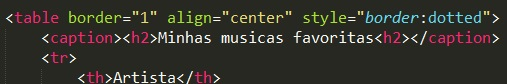 <table border="1" align="center" style="border:dotted">
<caption><h2>Minhas musicas favoritas<h2></caption>
<tr>
<th>Artista</th>